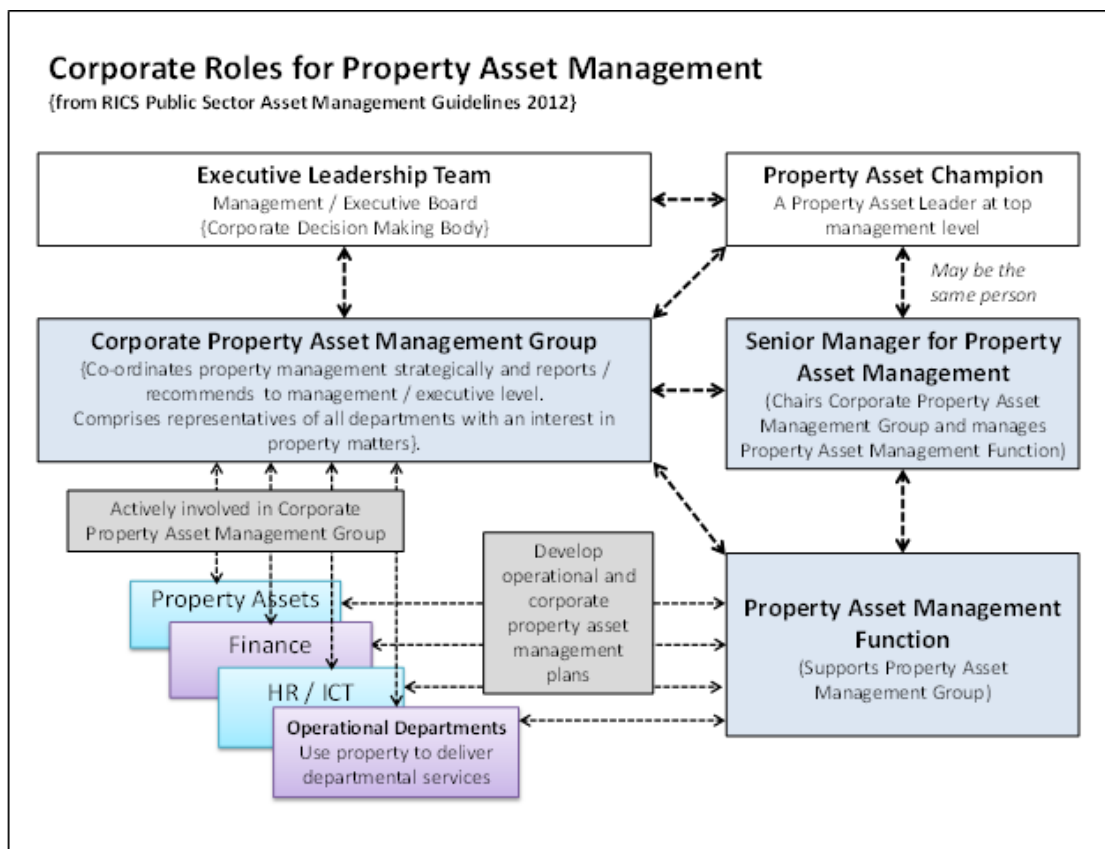 Corporate Roles for Property Asset Management
{from RICS Public Sector Asset Management Guidelines 2012}
Executive Leadership Team
Management / Executive Board
{Corporate Decision Making Body}
Property Asset Champion
A Property Asset Leader at top
management level
May be the
same person
Corporate Property Asset Management Group
{Co-ordinates property management strategically and reports /
recommends to management / executive level.
Comprises representatives of all departments with an interest in
property matters}.
Senior Manager for Property
Asset Management
(Chairs Corporate Property Asset
Management Group and manages
Property Asset Management Function)
Actively involved in Corporate
Property Asset Management Group
Develop
operational and
corporate
property asset
management
plans
Property Assets
Finance
HR / ICT
Operational Departments
Use property to deliver
departmental services
Property Asset Management
Function
(Supports Property Asset
Management Group)